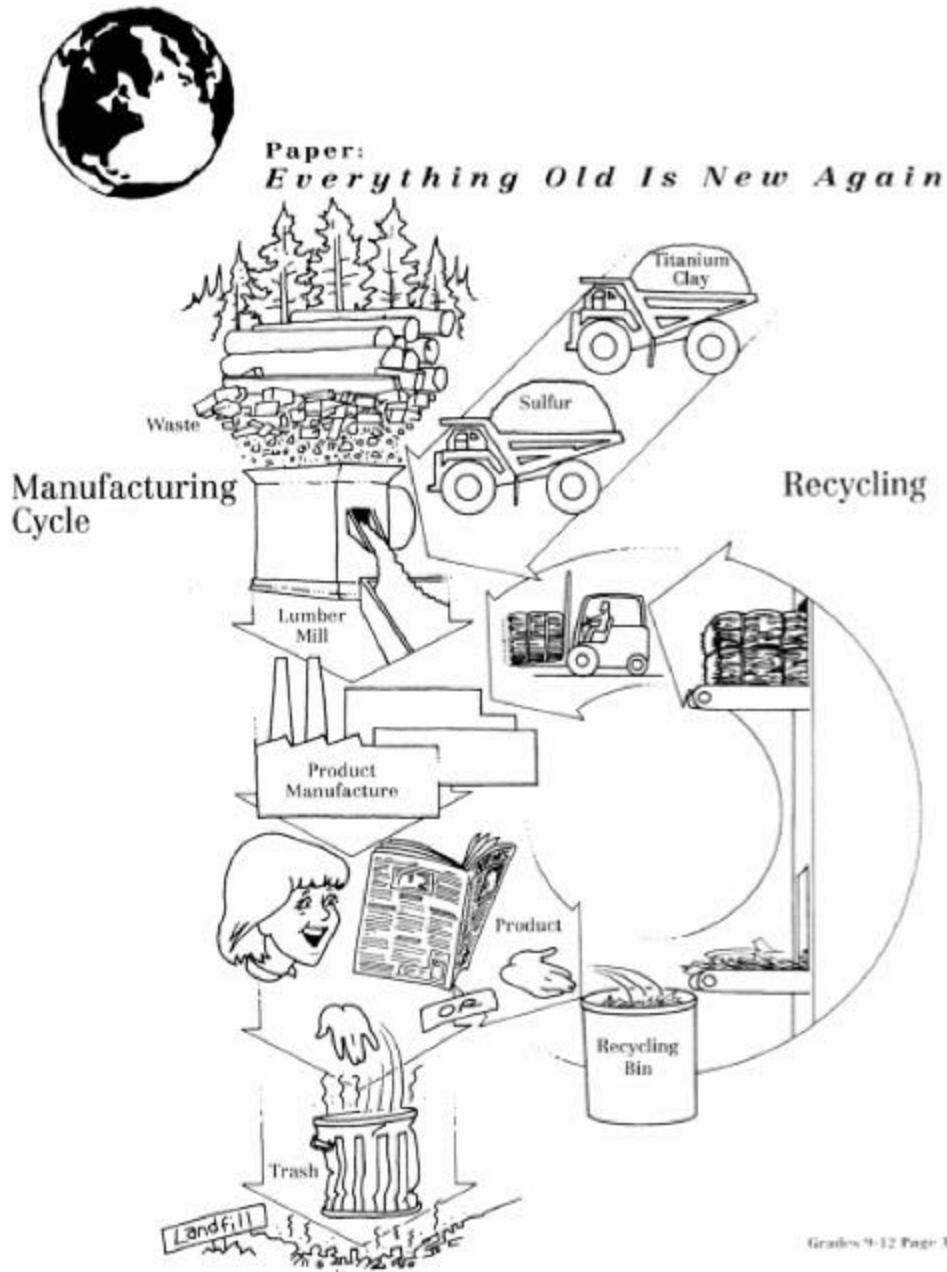 Paper:
Everything Old Is New Again
Titanium
Clay
Sulfur
Waste
Manufacturing
Cycle
Recycling
Lumber
Mill
Product
Manufacture
Product
OR
Recycling
Bin
Trash
Landfill
Grades 9-12 Page